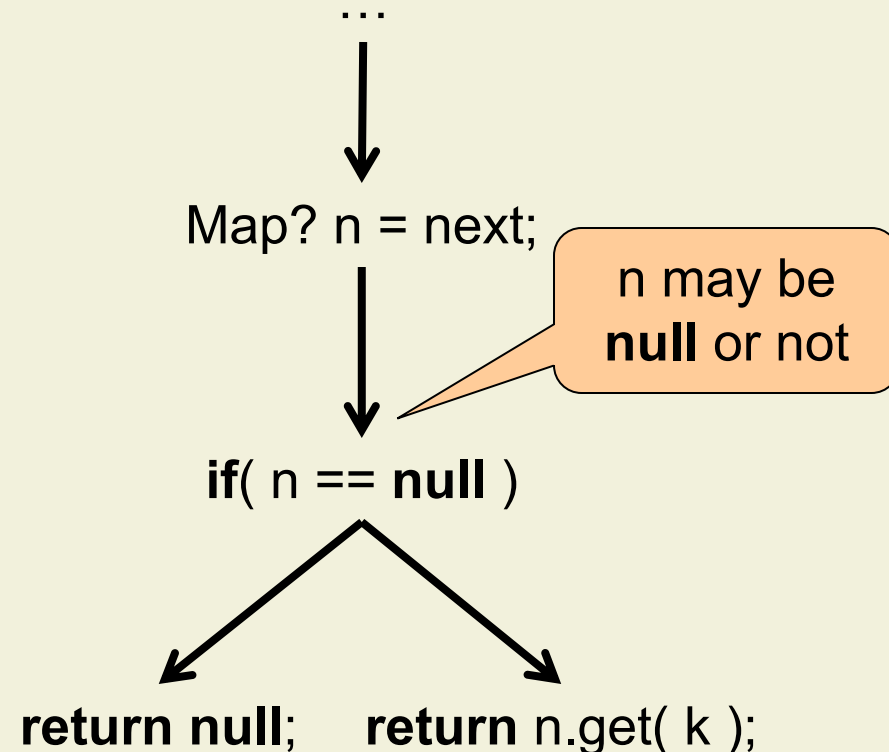 ...
Map? n = next;
n may be
null or not
if( n == null )
return null; return n.get( k );